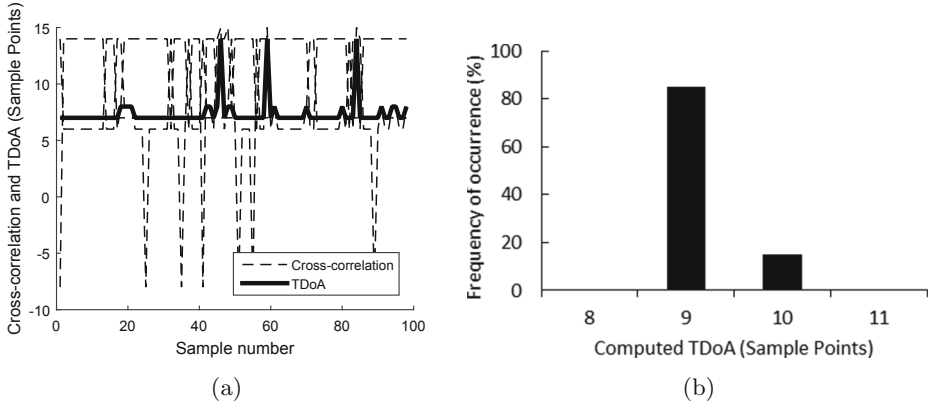 Cross-correlation and TDoA (Sample Points)
15
10
5
0
-5
-10
Cross-correlation
TDoA
0
20
40
60
80
100
Sample number
(a)
Frequency of occurrence (%)
100
80
60
40
20
0
8
9
10
11
Computed TDoA (Sample Points)
(b)